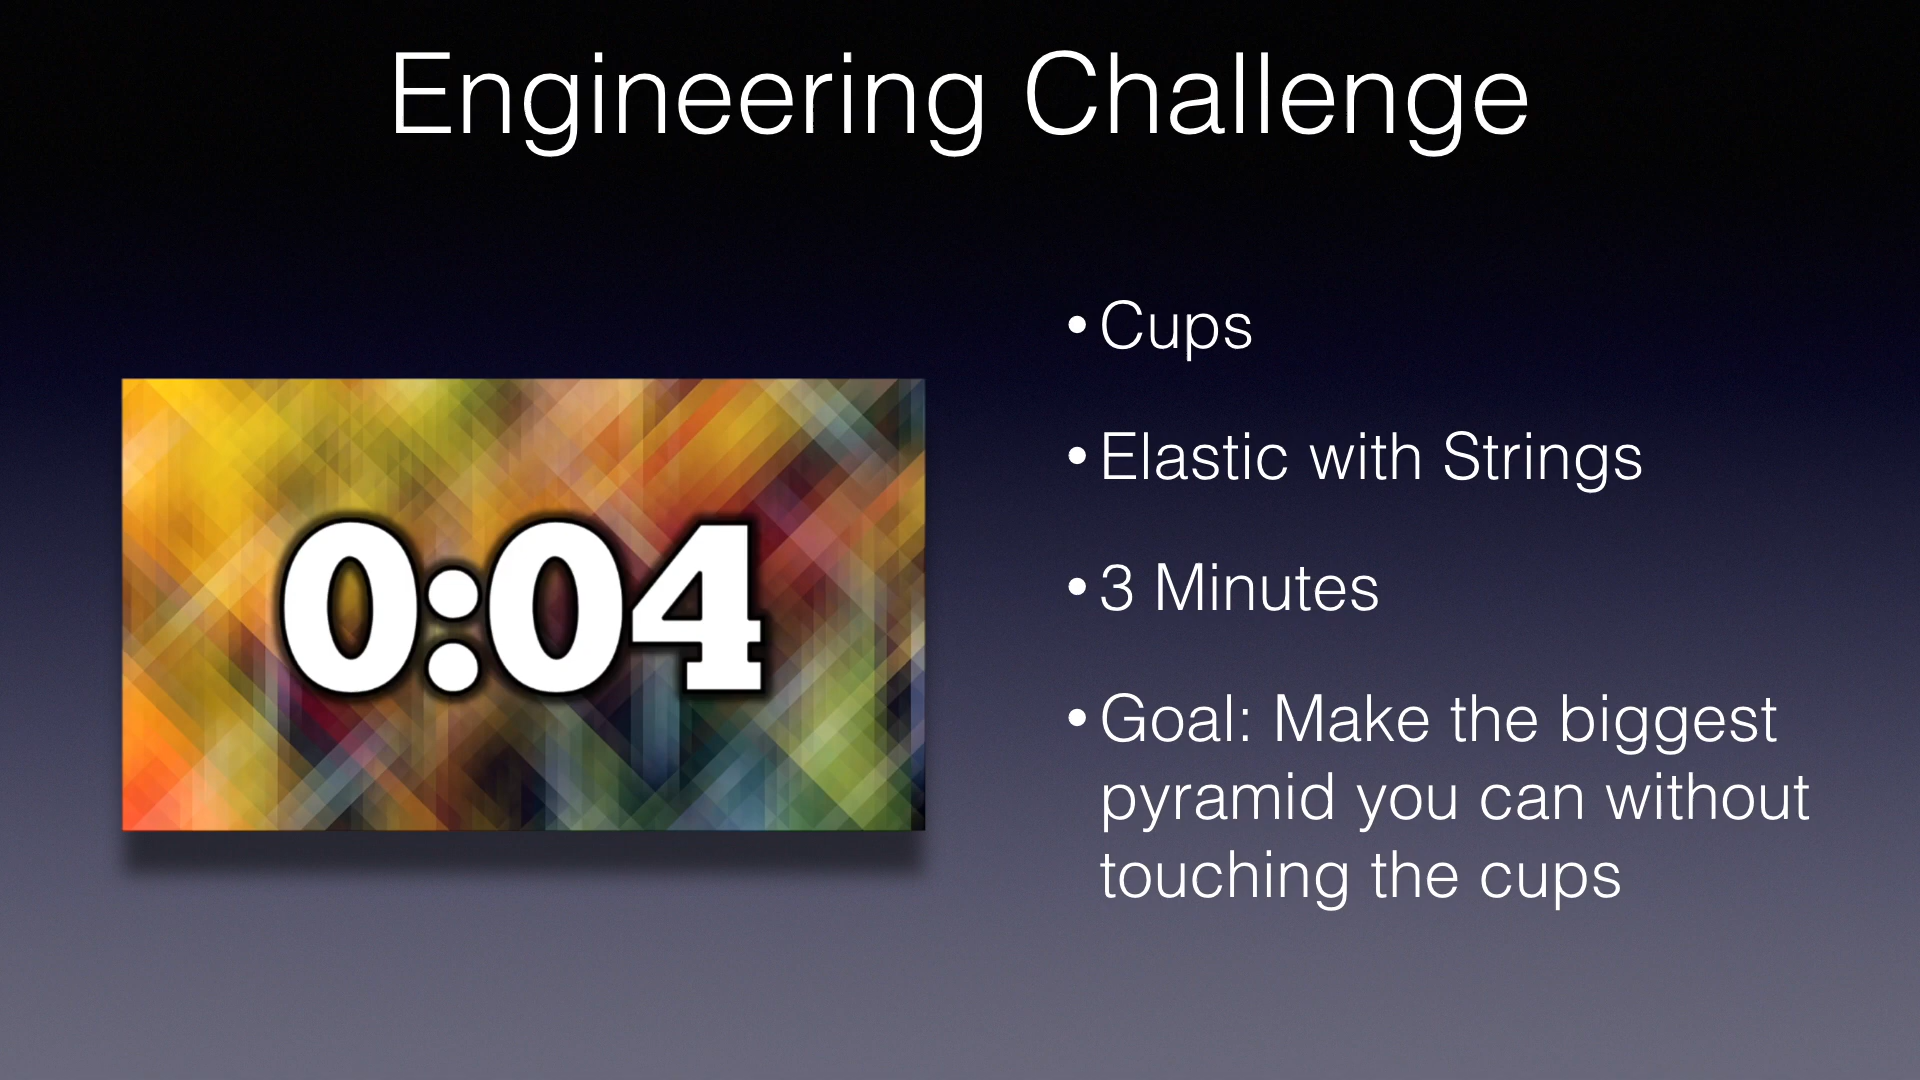 Engineering Challenge
0:04
• Cups
• Elastic with Strings
• 3 Minutes
• Goal: Make the biggest
pyramid you can without
touching the cups